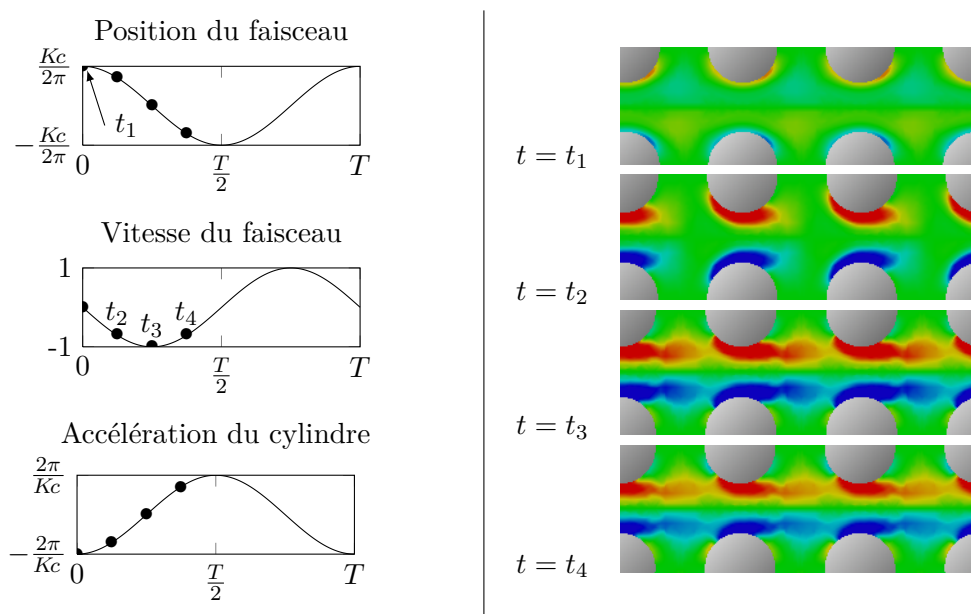 Position du faisceau
Kc/2π
t1
−Kc/2π
0 T/2 T
Vitesse du faisceau
1
t2 t3 t4
-1
0 T/2 T
Accélération du cylindre
2π/Kc
−2π/Kc
0 T/2 T
t = t1
t = t2
t = t3
t = t4